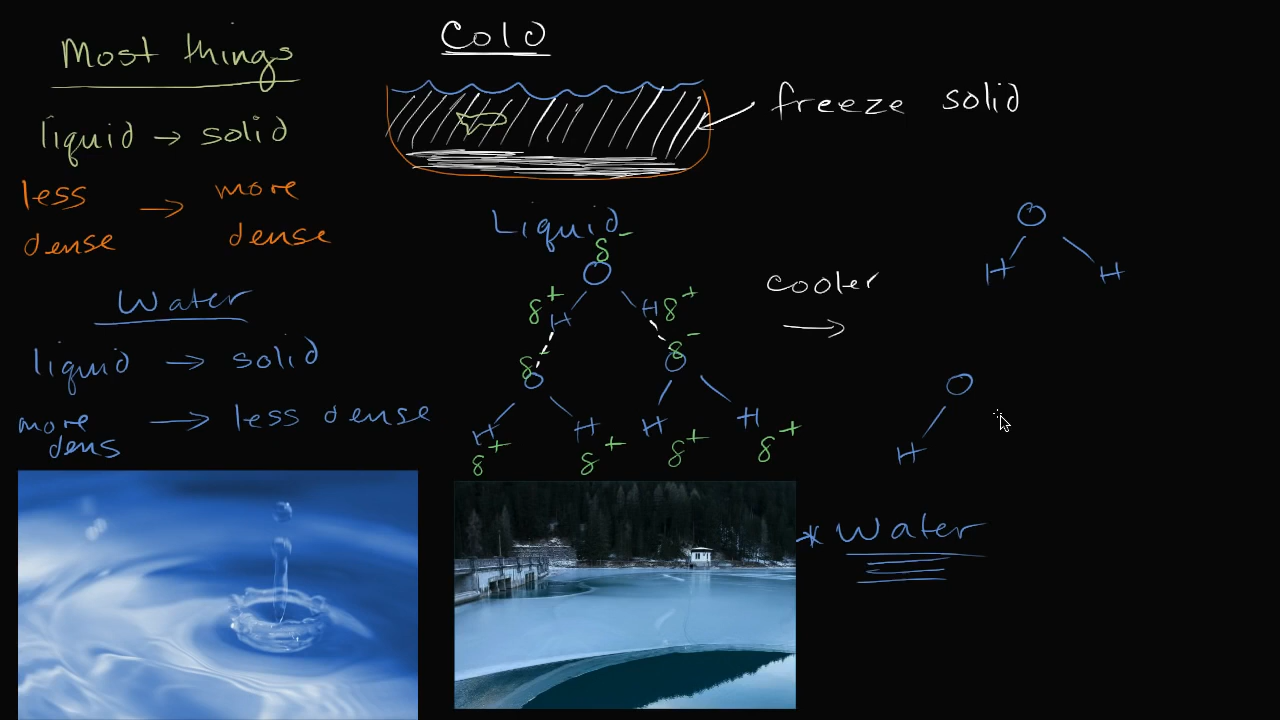 Most things
liquid → solid
less dense → more dense
Water
liquid → solid
more dens → less dense
Cold
freeze solid
Liquid
δ-
O
δ+ H H δ+
δ- O δ- O
H H H H
δ+ δ+ δ+ δ+
cooler
→
O
H H
O
H
* Water